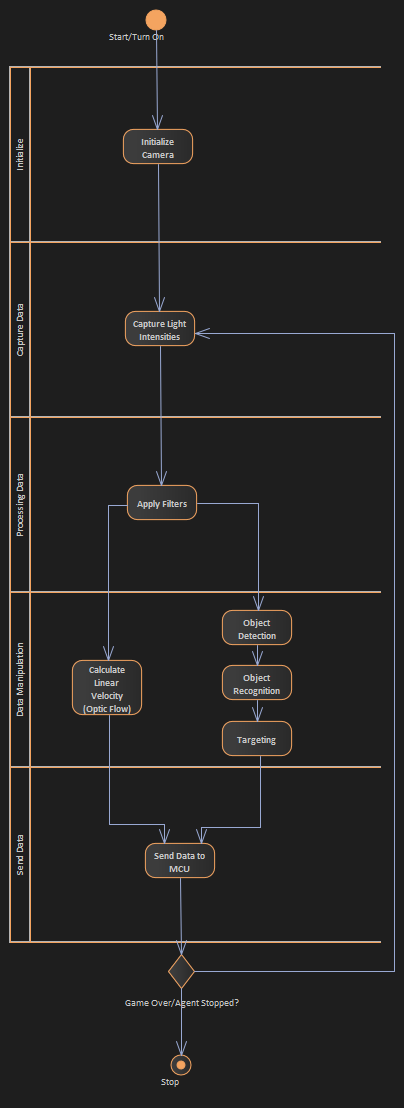 Start/Turn On
Initialize
Initialize
Camera
Capture Data
Capture Light
Intensities
Processing Data
Apply Filters
Data Manipulation
Object
Detection
Calculate
Linear
Velocity
(Optic Flow)
Object
Recognition
Targeting
Send Data
Send Data to
MCU
Game Over/Agent Stopped?
Stop